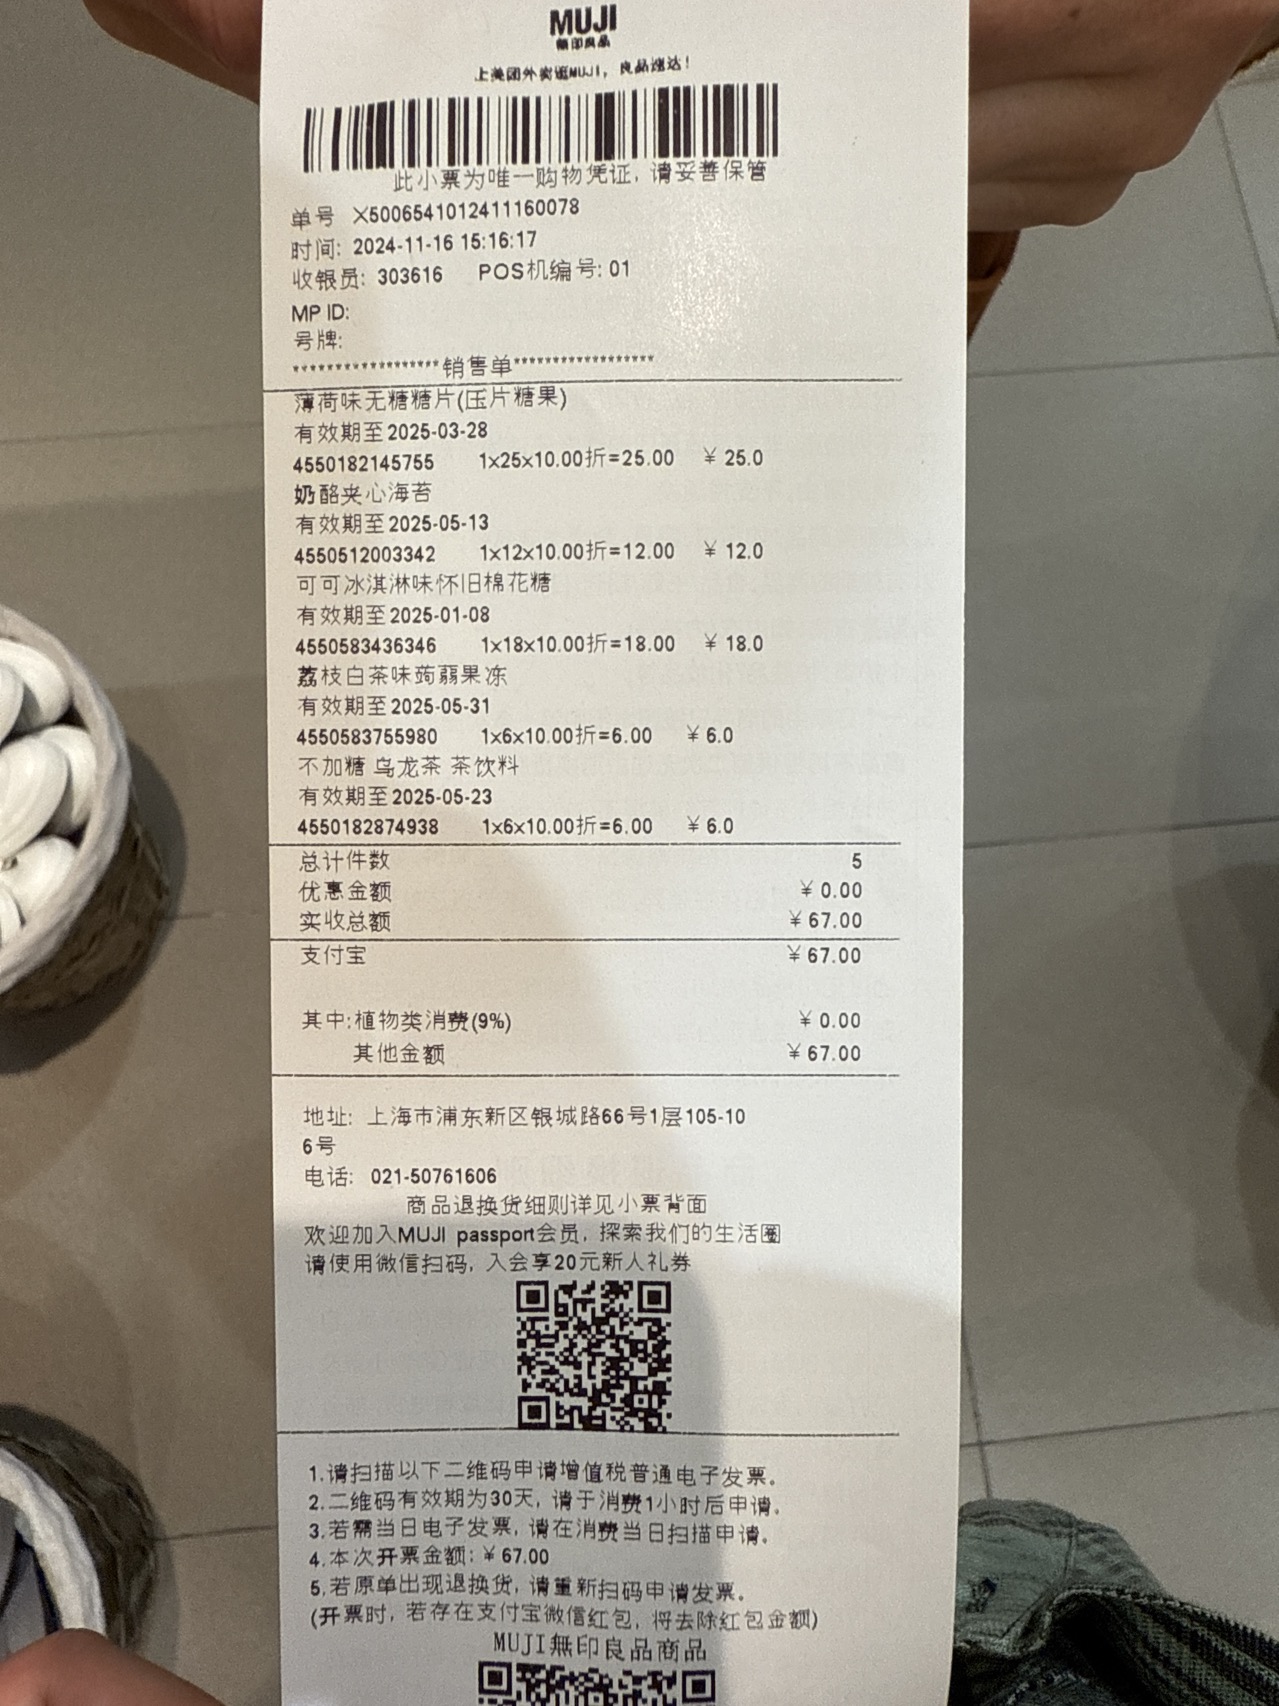 MUJI
無印良品
上美团外卖逛MUJI，良品速达！
此小票为唯一购物凭证，请妥善保管
单号 X5006541012411160078
时间: 2024-11-16 15:16:17
收银员: 303616 POS机编号: 01
MP ID:
号牌:
******************销售单*****************
薄荷味无糖糖片(压片糖果)
有效期至2025-03-28
4550182145755 1x25x10.00折=25.00 ¥ 25.0
奶酪夹心海苔
有效期至2025-05-13
4550512003342 1x12x10.00折=12.00 ¥ 12.0
可可冰淇淋味怀旧棉花糖
有效期至2025-01-08
4550583436346 1x18x10.00折=18.00 ¥ 18.0
荔枝白茶味蒟蒻果冻
有效期至2025-05-31
4550583755980 1x6x10.00折=6.00 ¥ 6.0
不加糖 乌龙茶 茶饮料
有效期至2025-05-23
4550182874938 1x6x10.00折=6.00 ¥ 6.0
总计件数 5
优惠金额 ¥ 0.00
实收总额 ¥ 67.00
支付宝 ¥ 67.00
其中:植物类消费(9%) ¥ 0.00
其他金额 ¥ 67.00
地址: 上海市浦东新区银城路66号1层105-10
6号
电话: 021-50761606
商品退换货细则详见小票背面
欢迎加入MUJI passport会员, 探索我们的生活圈
请使用微信扫码, 入会享20元新人礼券
1.请扫描以下二维码申请增值税普通电子发票。
2.二维码有效期为30天, 请于消费1小时后申请。
3.若需当日电子发票, 请在消费当日扫描申请。
4.本次开票金额:¥ 67.00
5.若原单出现退换货, 请重新扫码申请发票。
(开票时, 若存在支付宝微信红包, 将去除红包金额)
MUJI無印良品商品